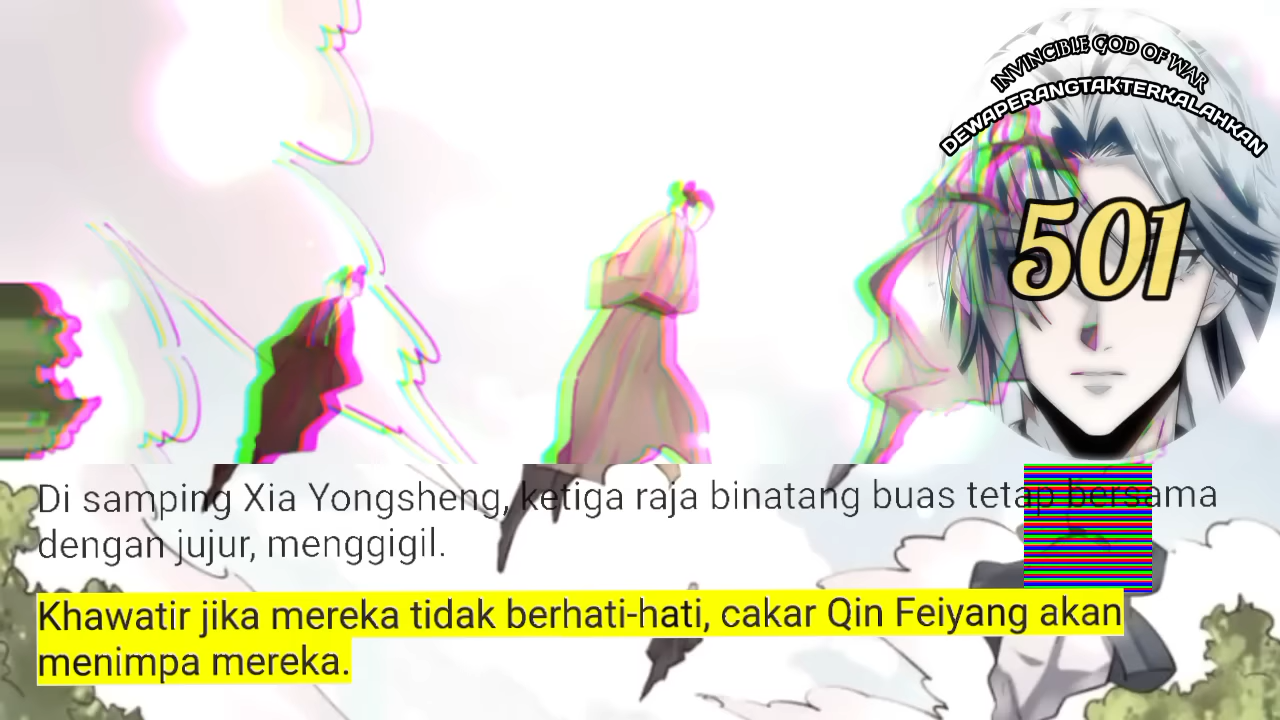 INVINCIBLE GOD OF WAR
DEWAPERANGTAKTERKALAHKAN
501
Di samping Xia Yongsheng, ketiga raja binatang buas tetap bersama
dengan jujur, menggigil.
Khawatir jika mereka tidak berhati-hati, cakar Qin Feiyang akan
menimpa mereka.